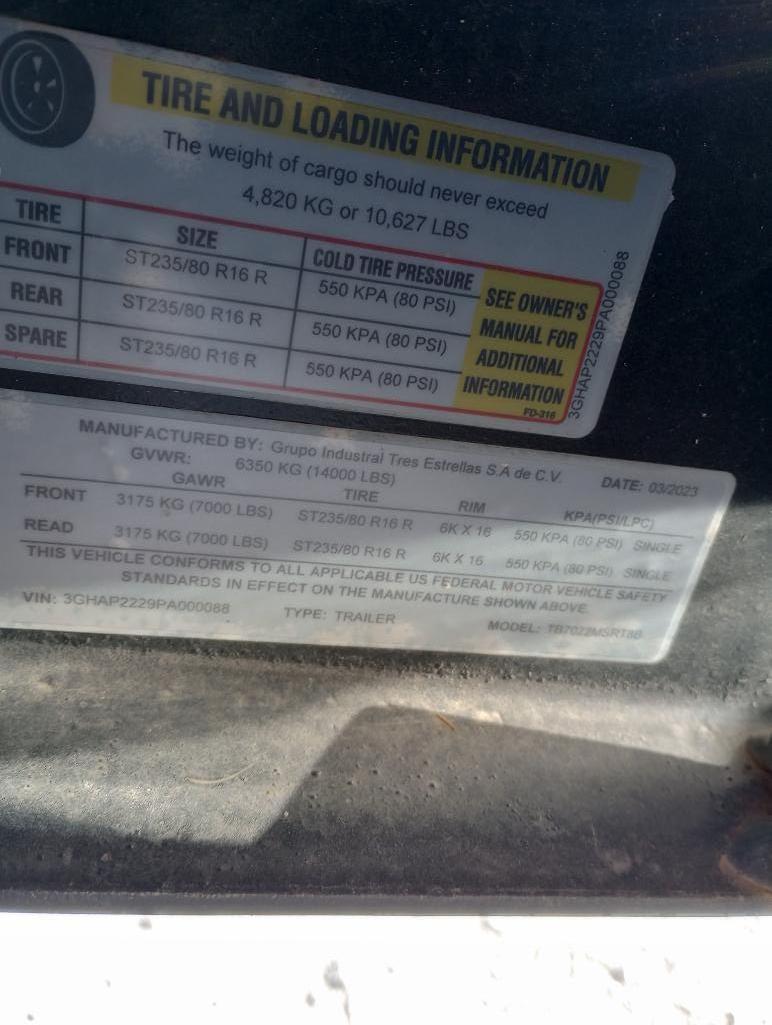 TIRE AND LOADING INFORMATION
The weight of cargo should never exceed
4,820 KG or 10,627 LBS
TIRE SIZE COLD TIRE PRESSURE
FRONT ST235/80 R16 R 550 KPA (80 PSI)
REAR ST235/80 R16 R 550 KPA (80 PSI)
SPARE ST235/80 R16 R 550 KPA (80 PSI)
SEE OWNER'S
MANUAL FOR
ADDITIONAL
INFORMATION
FD-316
3GHAP2229PA000088
MANUFACTURED BY: Grupo Industral Tres Estrellas S.A de C.V. DATE: 03/2023
GVWR: 6350 KG (14000 LBS)
GAWR TIRE RIM KPA(PSI/LPC)
FRONT 3175 KG (7000 LBS) ST235/80 R16 R 6K X 16 550 KPA (80 PSI) SINGLE
READ 3175 KG (7000 LBS) ST235/80 R16 R 6K X 16 550 KPA (80 PSI) SINGLE
THIS VEHICLE CONFORMS TO ALL APPLICABLE US FEDERAL MOTOR VEHICLE SAFETY
STANDARDS IN EFFECT ON THE MANUFACTURE SHOWN ABOVE.
VIN: 3GHAP2229PA000088 TYPE: TRAILER MODEL: TB7022MSRT8B